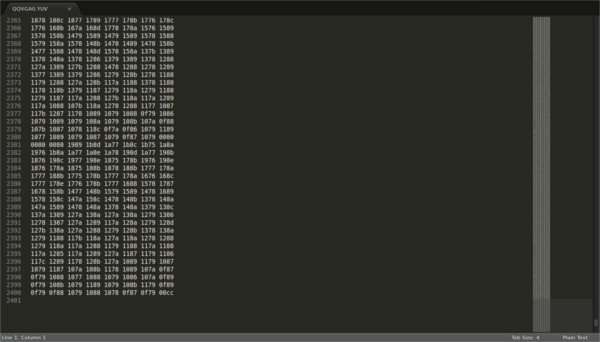 QQVGA0.YUV ×
2365 1878 180c 1877 1789 1777 178b 1776 178c
2366 1776 168b 167a 168d 1778 178a 1576 1589
2367 1578 158b 1479 1589 1479 1589 1578 1588
2368 1579 158a 1578 148b 1478 1489 1478 158b
2369 1477 1588 1478 148d 1578 158a 137b 1389
2370 1378 148a 1378 1286 1379 1389 1378 1288
2371 127a 1389 127b 1288 1478 1288 1278 1289
2372 1377 1389 1379 1286 1279 128b 1278 1188
2373 1179 1288 127a 128b 117a 1188 1378 1188
2374 1178 118b 1379 1187 1279 118a 1279 1188
2375 1279 1187 117a 1288 127b 118a 117a 1289
2376 117a 1088 107b 118a 1278 1288 1177 1087
2377 117b 1287 1178 1089 1079 1088 0f79 1086
2378 1079 1089 1079 108a 1079 108b 107a 0f88
2379 107b 1087 1078 118c 0f7a 0f86 1079 1189
2380 1077 1089 1079 1087 1079 0f87 1079 0080
2381 0080 0080 1989 1b8d 1a77 1b8c 1b75 1a8a
2382 1976 1b8a 1a77 1a8e 1a78 198d 1a77 198b
2383 1876 198c 1977 198e 1875 178b 1976 198e
2384 1876 178a 1875 188b 1878 188b 1777 178a
2385 1777 188b 1775 178b 1777 178a 1676 168c
2386 1777 178e 1776 178b 1777 1688 1578 1787
2387 1678 158b 1477 148b 1579 1589 1478 1689
2388 1578 158c 147a 158c 1478 148b 1378 148a
2389 147a 1509 1478 148a 1378 148a 1379 138c
2390 137a 1389 127a 138a 127a 138a 1279 1386
2391 1278 1387 127a 1289 117a 128a 1279 128d
2392 127b 138a 127a 1288 1279 128b 1378 138a
2393 1279 1188 117b 118a 127a 118a 1278 1288
2394 1279 118a 117a 1288 1179 1188 117a 1188
2395 117a 1285 117a 1289 127a 1187 1179 1186
2396 117c 1289 1178 128b 127a 1089 1179 1087
2397 1079 1187 107a 108b 1178 1089 107a 0f87
2398 0f79 1088 1077 1088 1079 1086 107a 0f89
2399 0f79 108b 1079 1189 1079 108b 1179 0f89
2400 0f79 0f88 1079 1088 1078 0f87 0f79 00cc
2401
Line 1, Column 1 Tab Size: 4 Plain Text